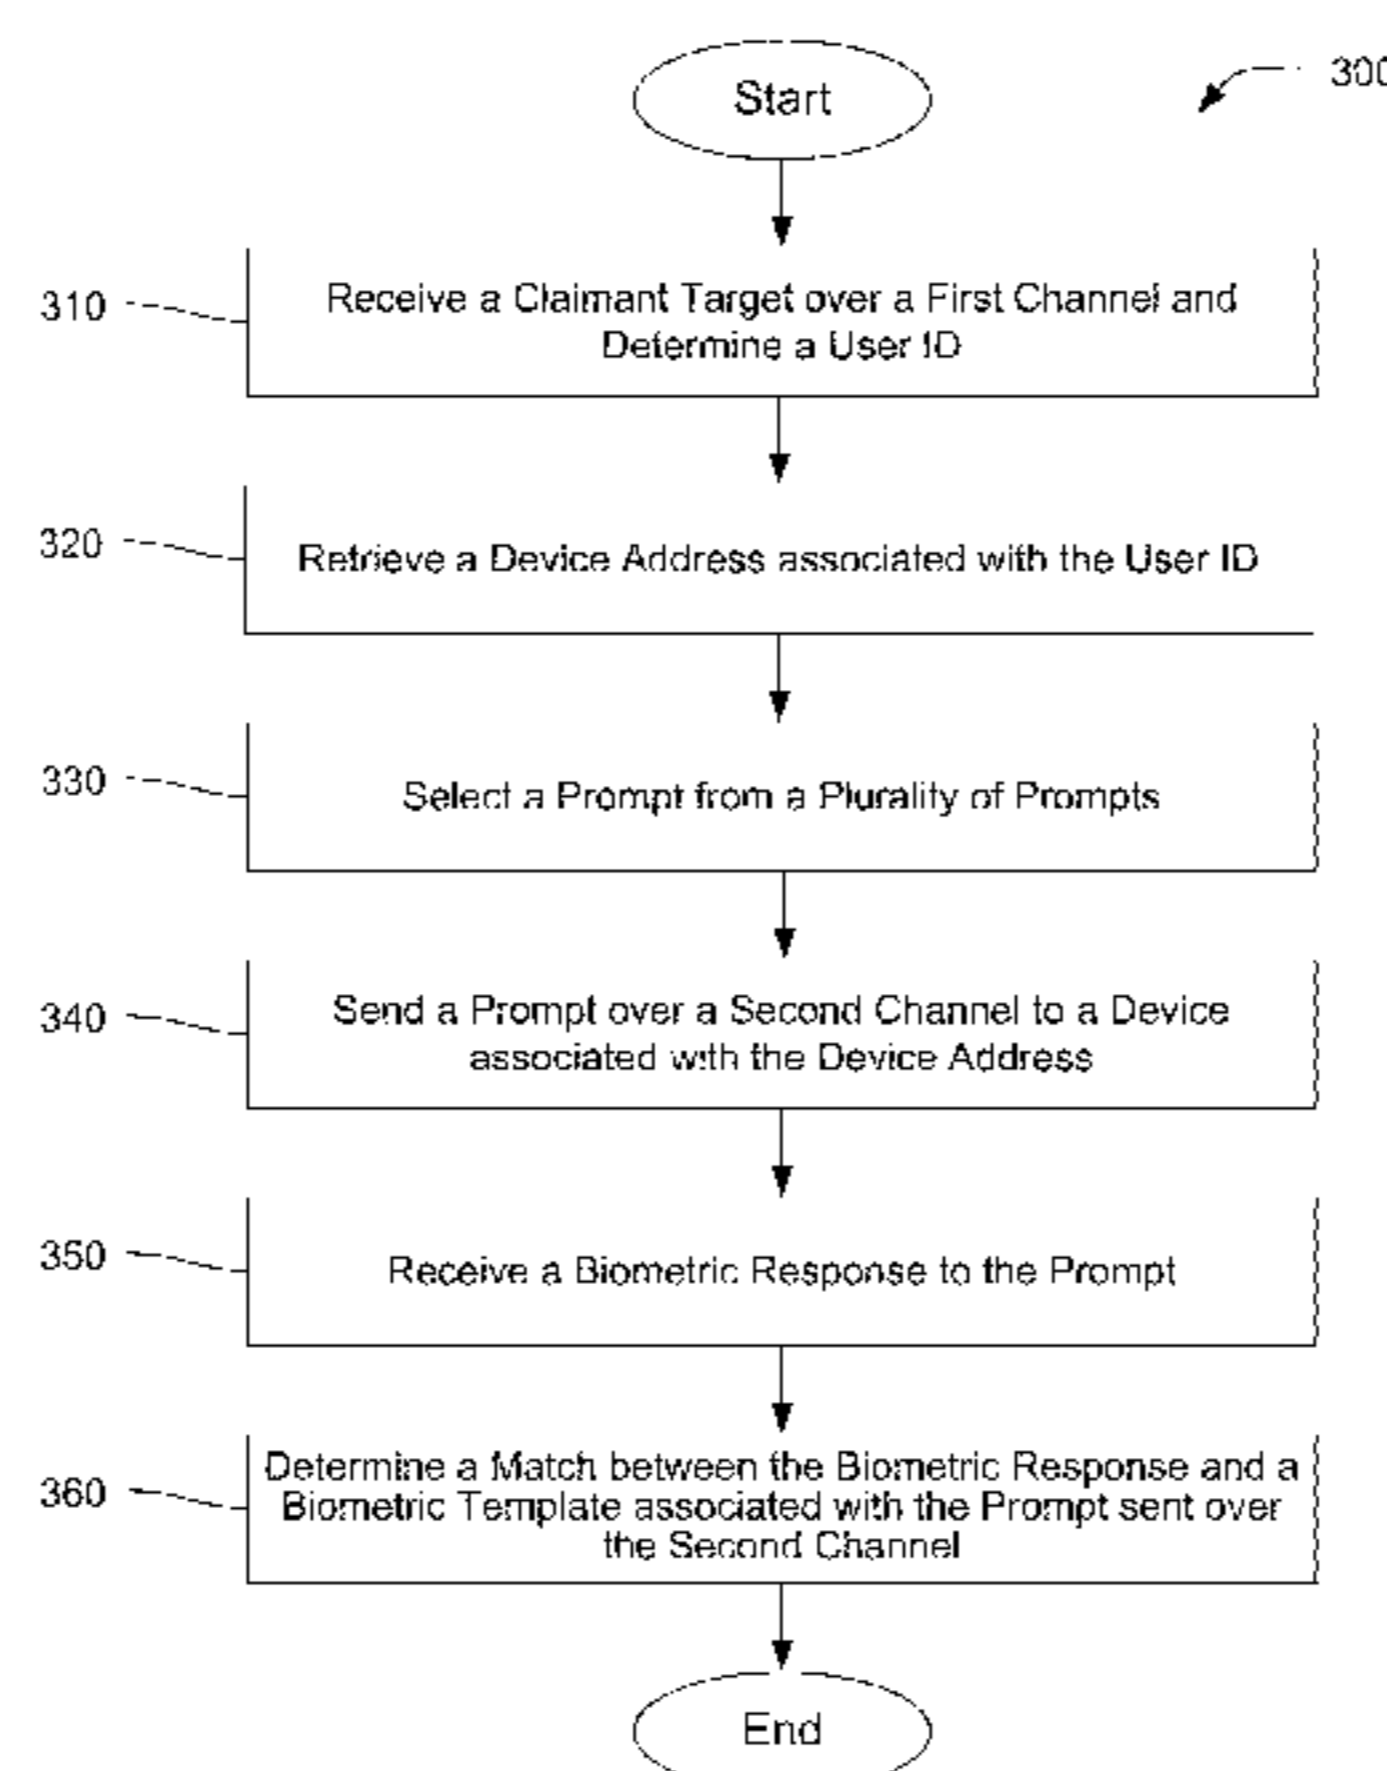 Start
300
310
Receive a Claimant Target over a First Channel and
Determine a User ID
320
Retrieve a Device Address associated with the User ID
330
Select a Prompt from a Plurality of Prompts
340
Send a Prompt over a Second Channel to a Device
associated with the Device Address
350
Receive a Biometric Response to the Prompt
360
Determine a Match between the Biometric Response and a
Biometric Template associated with the Prompt sent over
the Second Channel
End